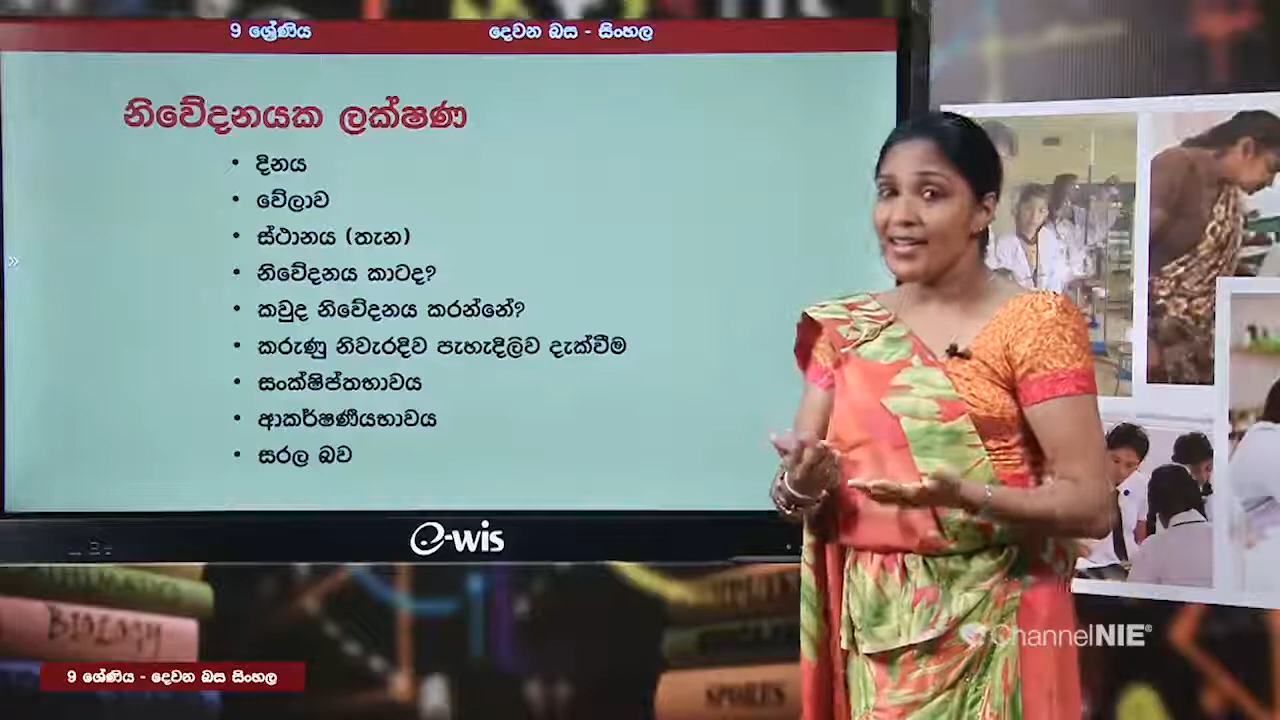 9 ශ්‍රේණිය
දෙවන බස - සිංහල
නිවේදනයක ලක්ෂණ
• දිනය
• වේලාව
• ස්ථානය (තැන)
• නිවේදනය කාටද?
• කවුද නිවේදනය කරන්නේ?
• කරුණු නිවැරදිව පැහැදිලිව දැක්වීම
• සංක්ෂිප්තභාවය
• ආකර්ෂණීයභාවය
• සරල බව
e-wis
BIOLOGY
SPORES
ChannelNIE®
9 ශ්‍රේණිය - දෙවන බස සිංහල